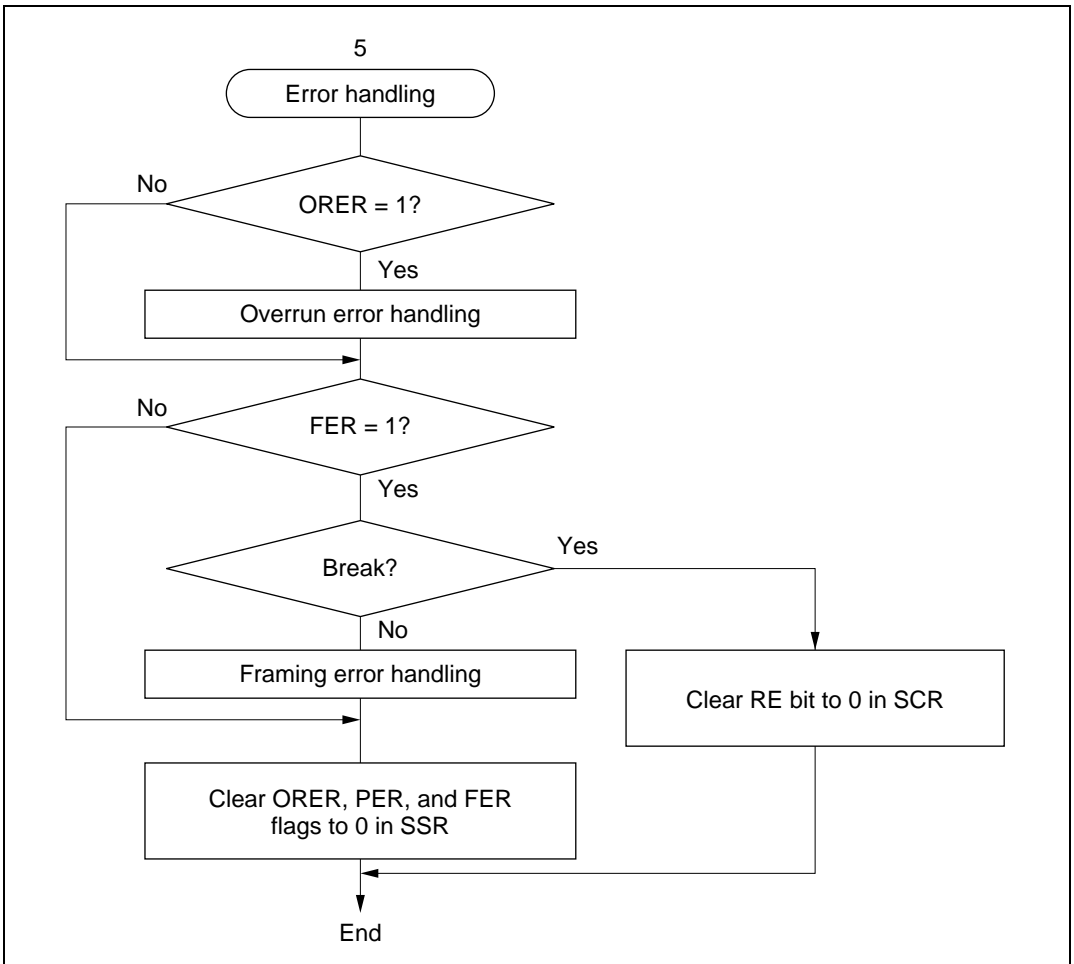 5
Error handling
No
ORER = 1?
Yes
Overrun error handling
No
FER = 1?
Yes
Break?
Yes
No
Framing error handling
Clear RE bit to 0 in SCR
Clear ORER, PER, and FER
flags to 0 in SSR
End